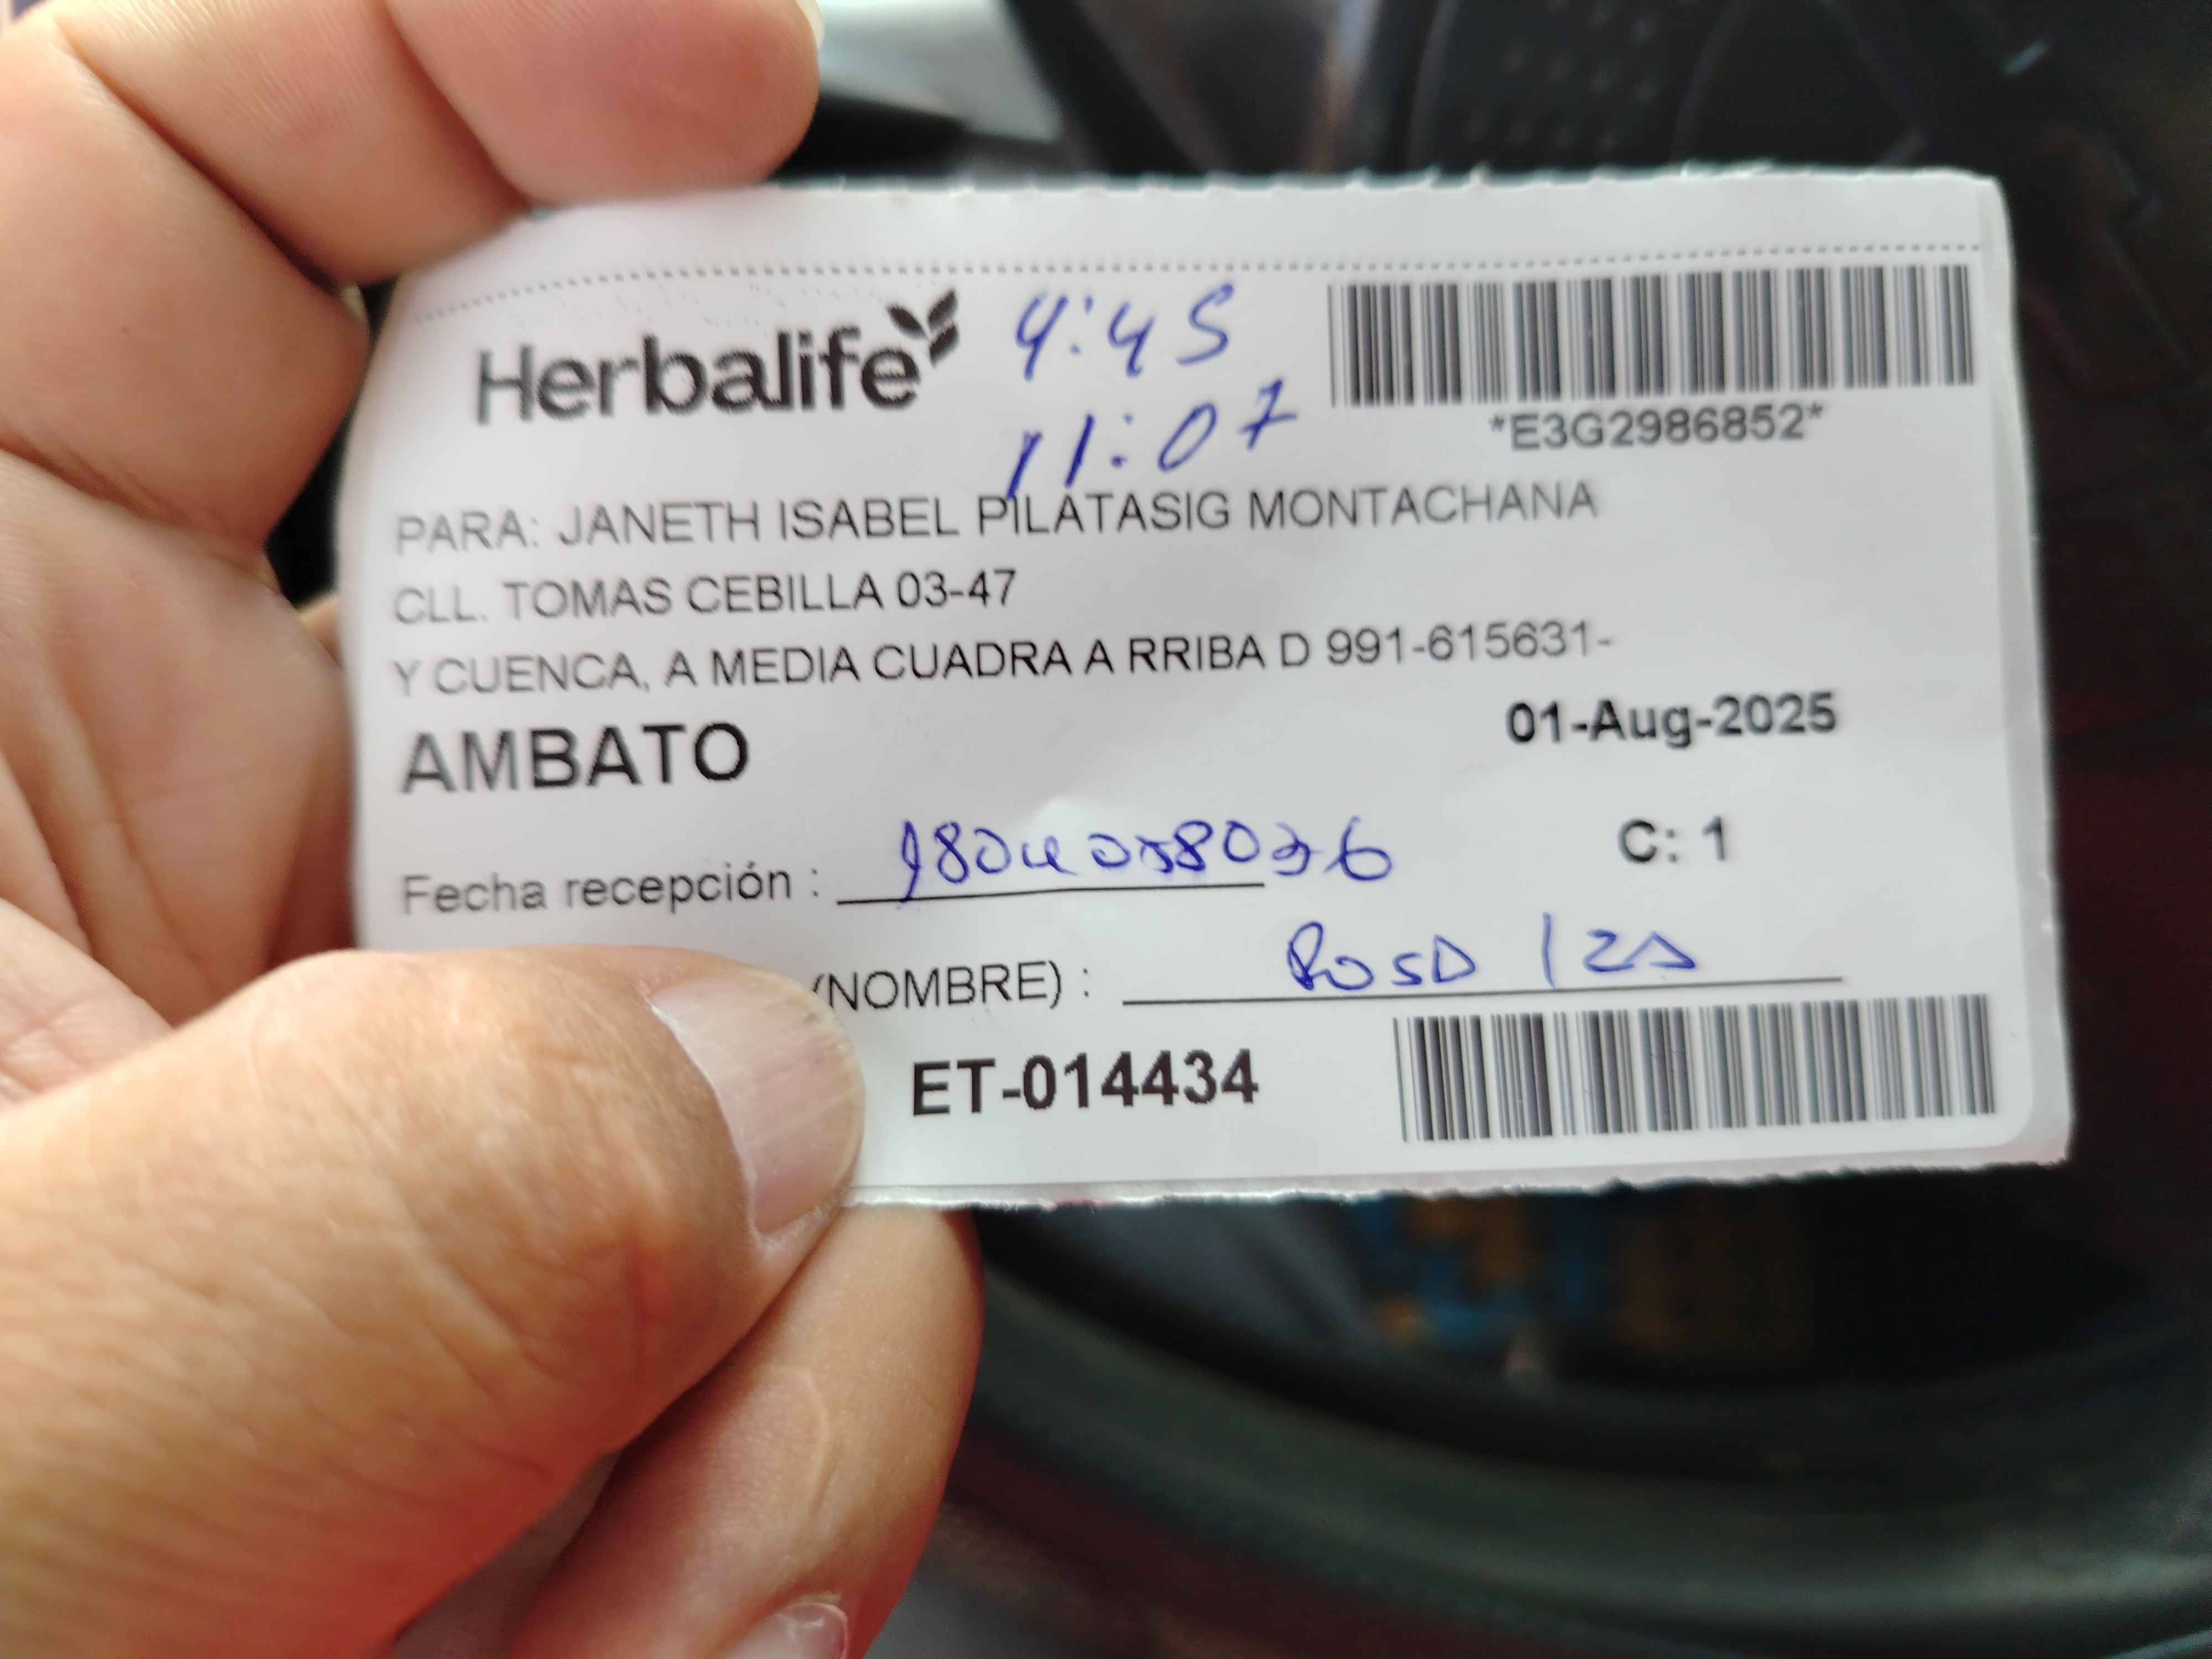 Herbalife
4:45
11:07
*E3G2986852*
PARA: JANETH ISABEL PILATASIG MONTACHANA
CLL. TOMAS CEBILLA 03-47
Y CUENCA, A MEDIA CUADRA A RRIBA D 991-615631-
AMBATO
01-Aug-2025
Fecha recepción :
C: 1
(NOMBRE) :
ET-014434